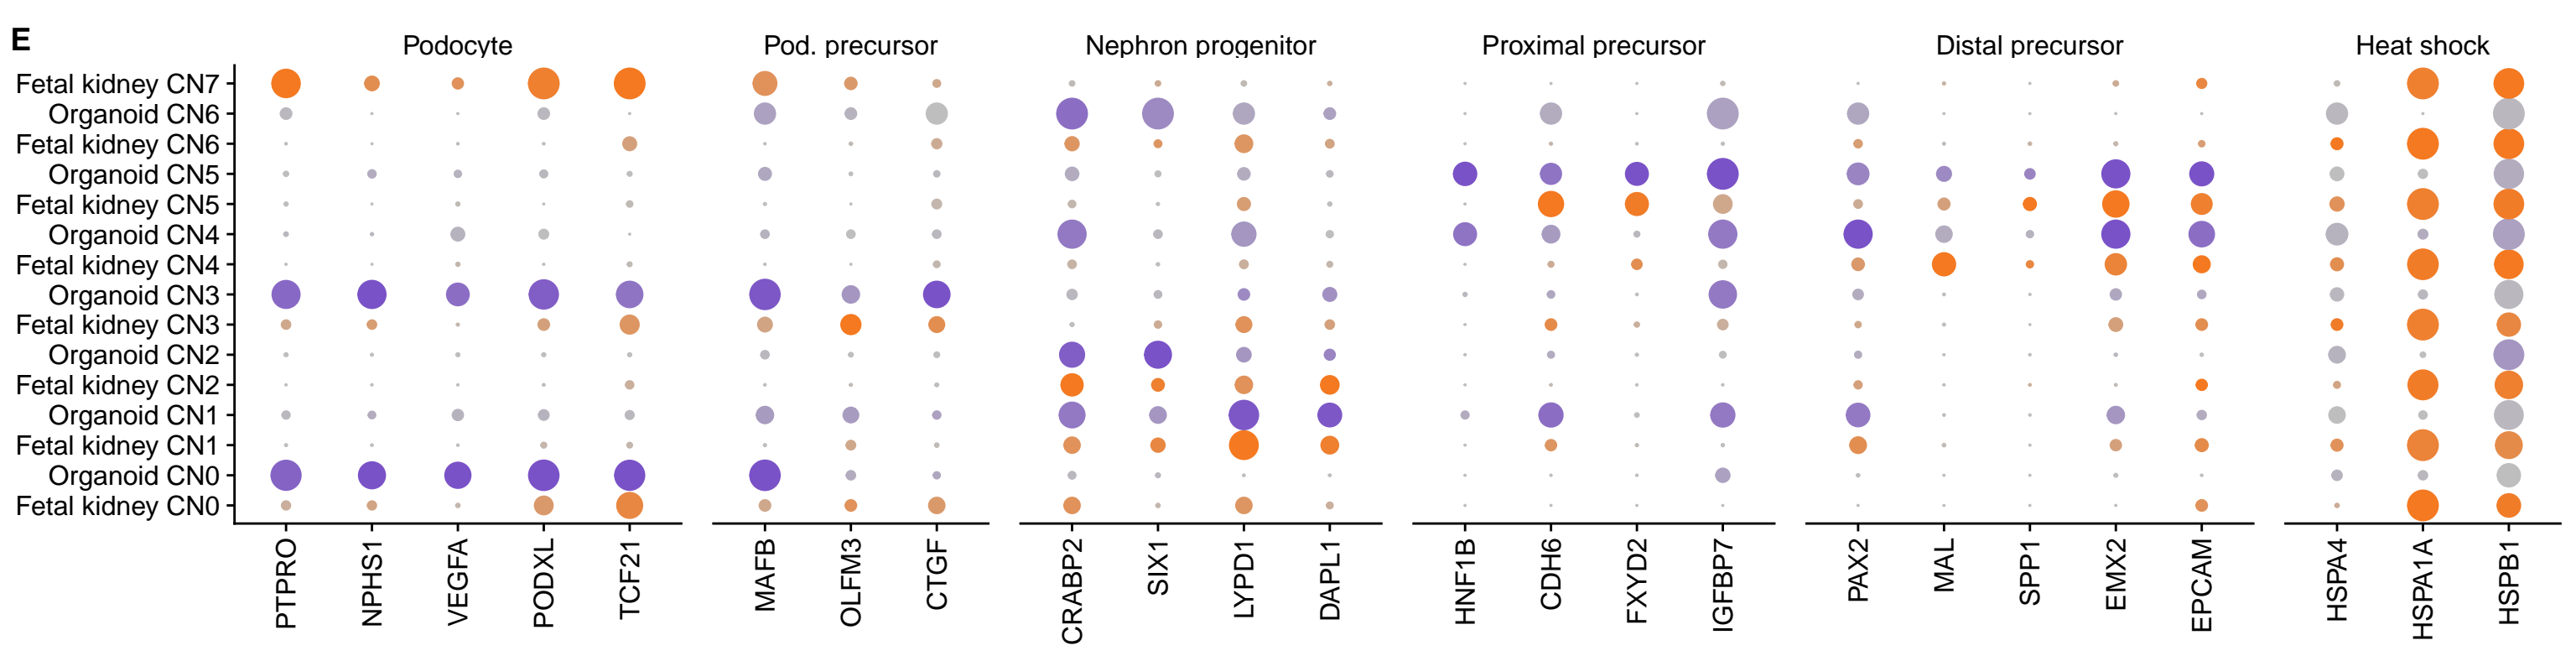 E
Podocyte
Pod. precursor
Nephron progenitor
Proximal precursor
Distal precursor
Heat shock
Fetal kidney CN7
Organoid CN6
Fetal kidney CN6
Organoid CN5
Fetal kidney CN5
Organoid CN4
Fetal kidney CN4
Organoid CN3
Fetal kidney CN3
Organoid CN2
Fetal kidney CN2
Organoid CN1
Fetal kidney CN1
Organoid CN0
Fetal kidney CN0
PTPRO
NPHS1
VEGFA
PODXL
TCF21
MAFB
OLFM3
CTGF
CRABP2
SIX1
LYPD1
DAPL1
HNF1B
CDH6
FXYD2
IGFBP7
PAX2
MAL
SPP1
EMX2
EPCAM
HSPA4
HSPA1A
HSPB1